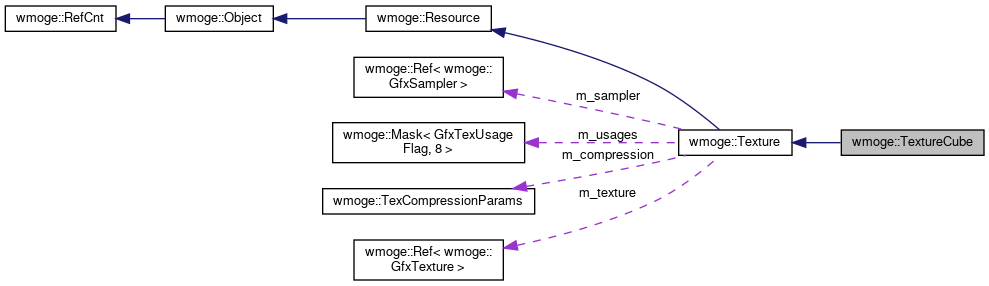 wmoge::RefCnt
wmoge::Object
wmoge::Resource
wmoge::Ref< wmoge::
GfxSampler >
m_sampler
wmoge::Mask< GfxTexUsage
Flag, 8 >
m_usages
wmoge::Texture
wmoge::TextureCube
m_compression
wmoge::TexCompressionParams
m_texture
wmoge::Ref< wmoge::
GfxTexture >